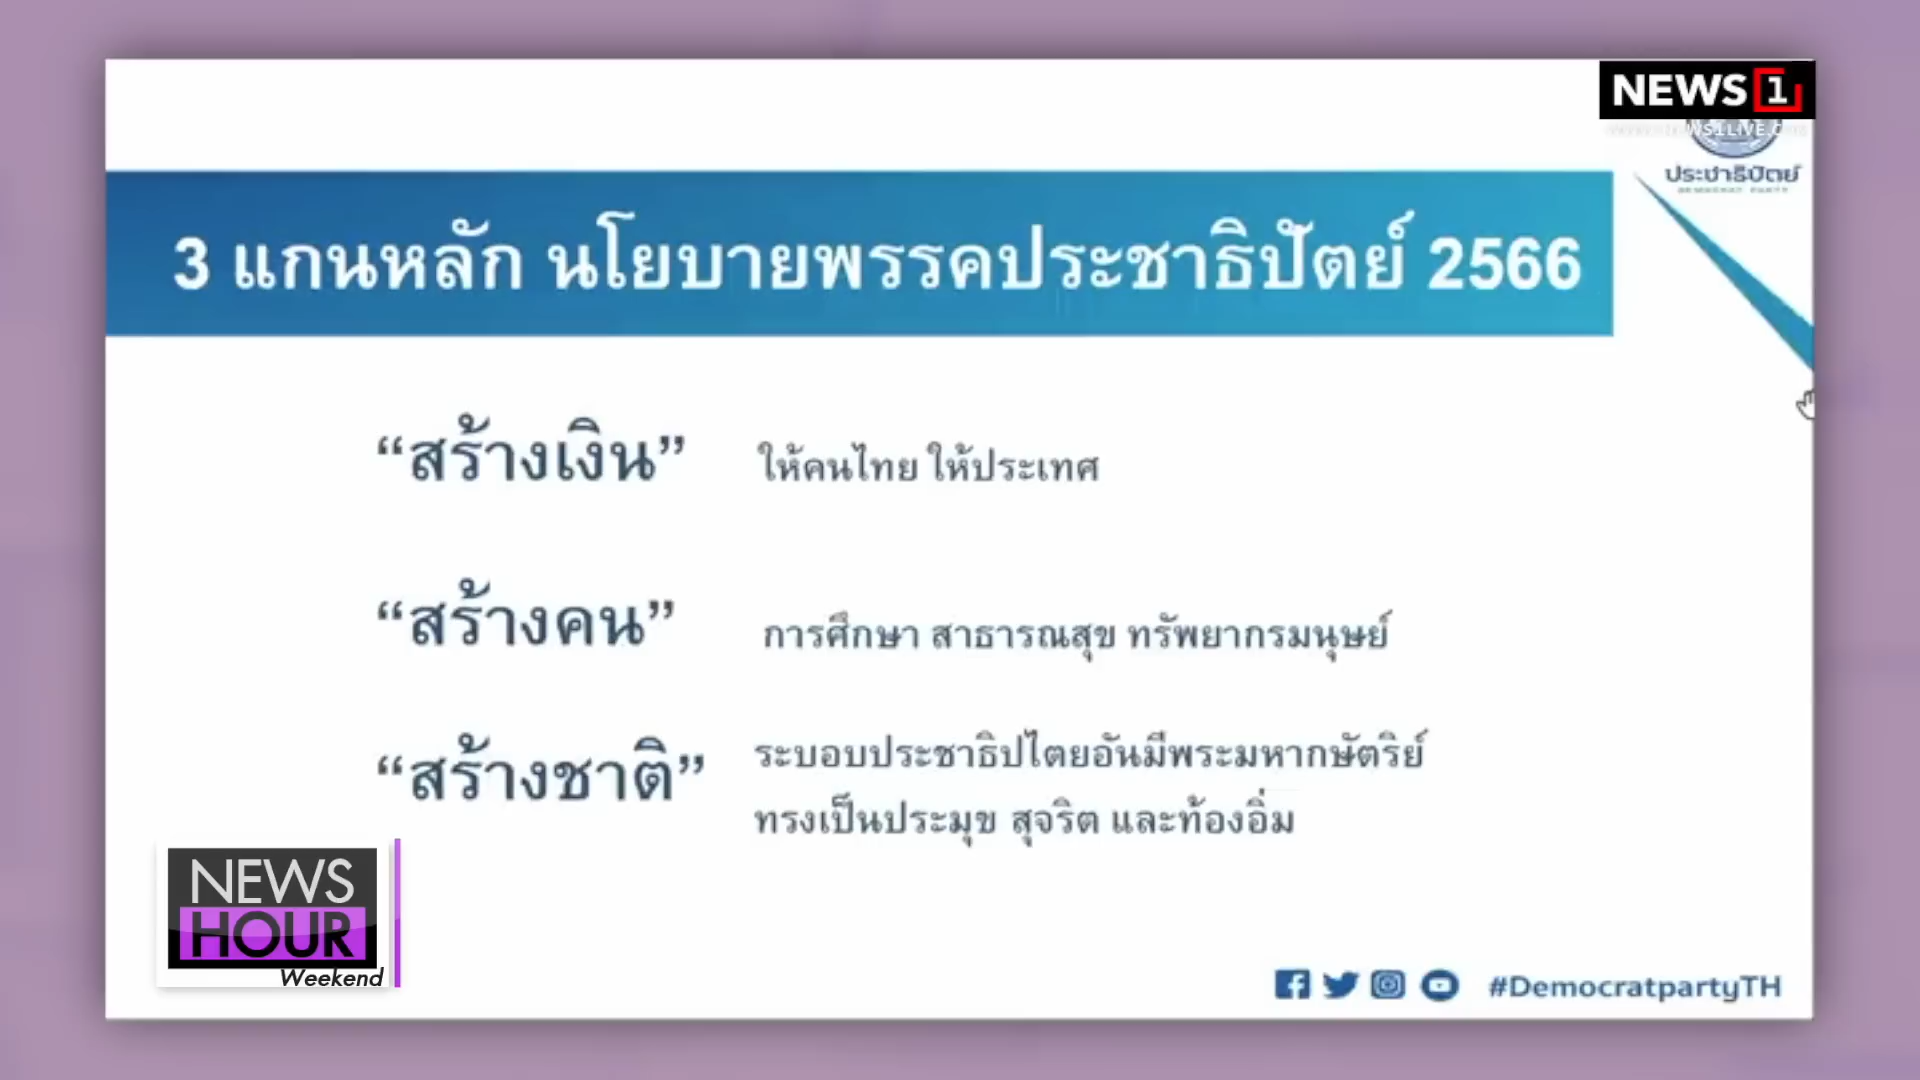 NEWS 1
NEWS1LIVE.COM
ประชาธิปัตย์
DEMOCRAT PARTY
3 แกนหลัก นโยบายพรรคประชาธิปัตย์ 2566
“สร้างเงิน” ให้คนไทย ให้ประเทศ
“สร้างคน” การศึกษา สาธารณสุข ทรัพยากรมนุษย์
“สร้างชาติ” ระบอบประชาธิปไตยอันมีพระมหากษัตริย์
ทรงเป็นประมุข สุจริต และท้องอิ่ม
NEWS
HOUR
Weekend
#DemocratpartyTH